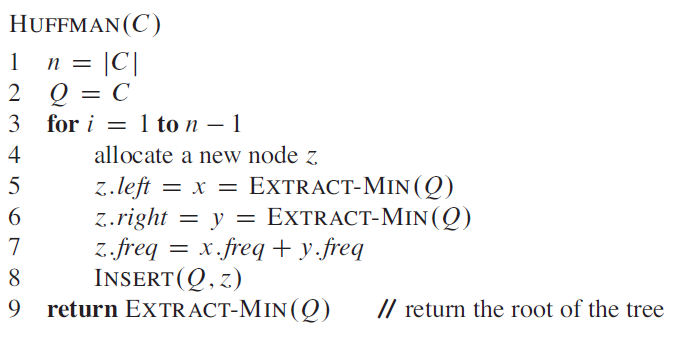 HUFFMAN(C)
1 n = |C|
2 Q = C
3 for i = 1 to n − 1
4 allocate a new node z
5 z.left = x = EXTRACT-MIN(Q)
6 z.right = y = EXTRACT-MIN(Q)
7 z.freq = x.freq + y.freq
8 INSERT(Q, z)
9 return EXTRACT-MIN(Q) // return the root of the tree